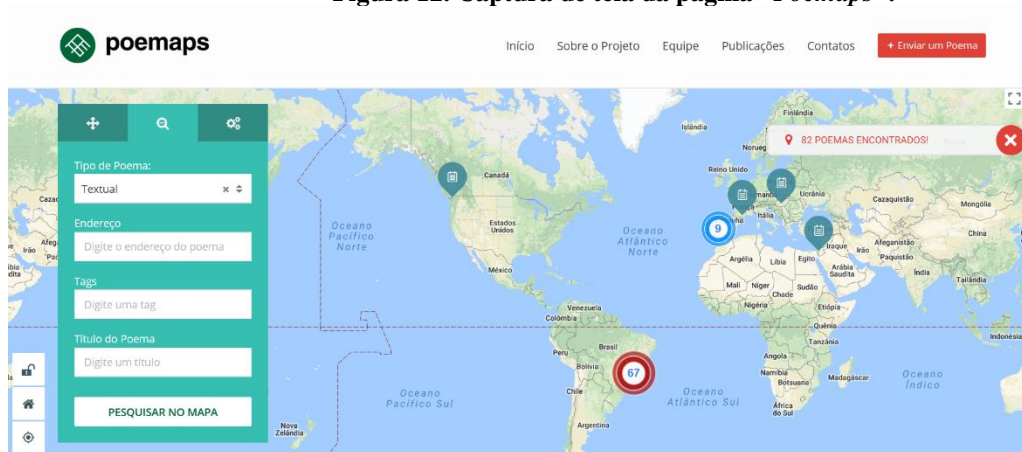 poemaps
Início Sobre o Projeto Equipe Publicações Contatos + Enviar um Poema
82 POEMAS ENCONTRADOS!
Tipo de Poema:
Textual
Endereço
Digite o endereço do poema
Tags
Digite uma tag
Título do Poema
Digite um título
PESQUISAR NO MAPA
Finlândia
Islândia
Norueg
Reino Unido
Canadá
Ucrânia
Cazaquistão
Mongólia
Itália
Estados
Unidos
Oceano
Pacífico
Norte
Oceano
Atlântico
Norte
9
China
Iraque
Irão
Afeganistão
Paquistão
Argélia
Líbia
Egito
Arábia
Saudita
Índia
Tailândia
México
Mali
Níger
Chade
Sudão
Nigéria
Etiópia
Venezuela
Colômbia
Quênia
Indonésia
Tanzânia
Peru
Brasil
Bolívia
67
Angola
Namíbia
Botsuana
Madagáscar
Chile
Oceano
Pacífico Sul
Oceano
Atlântico Sul
Oceano
Índico
África
do Sul
Argentina
Nova
Zelândia
Irão